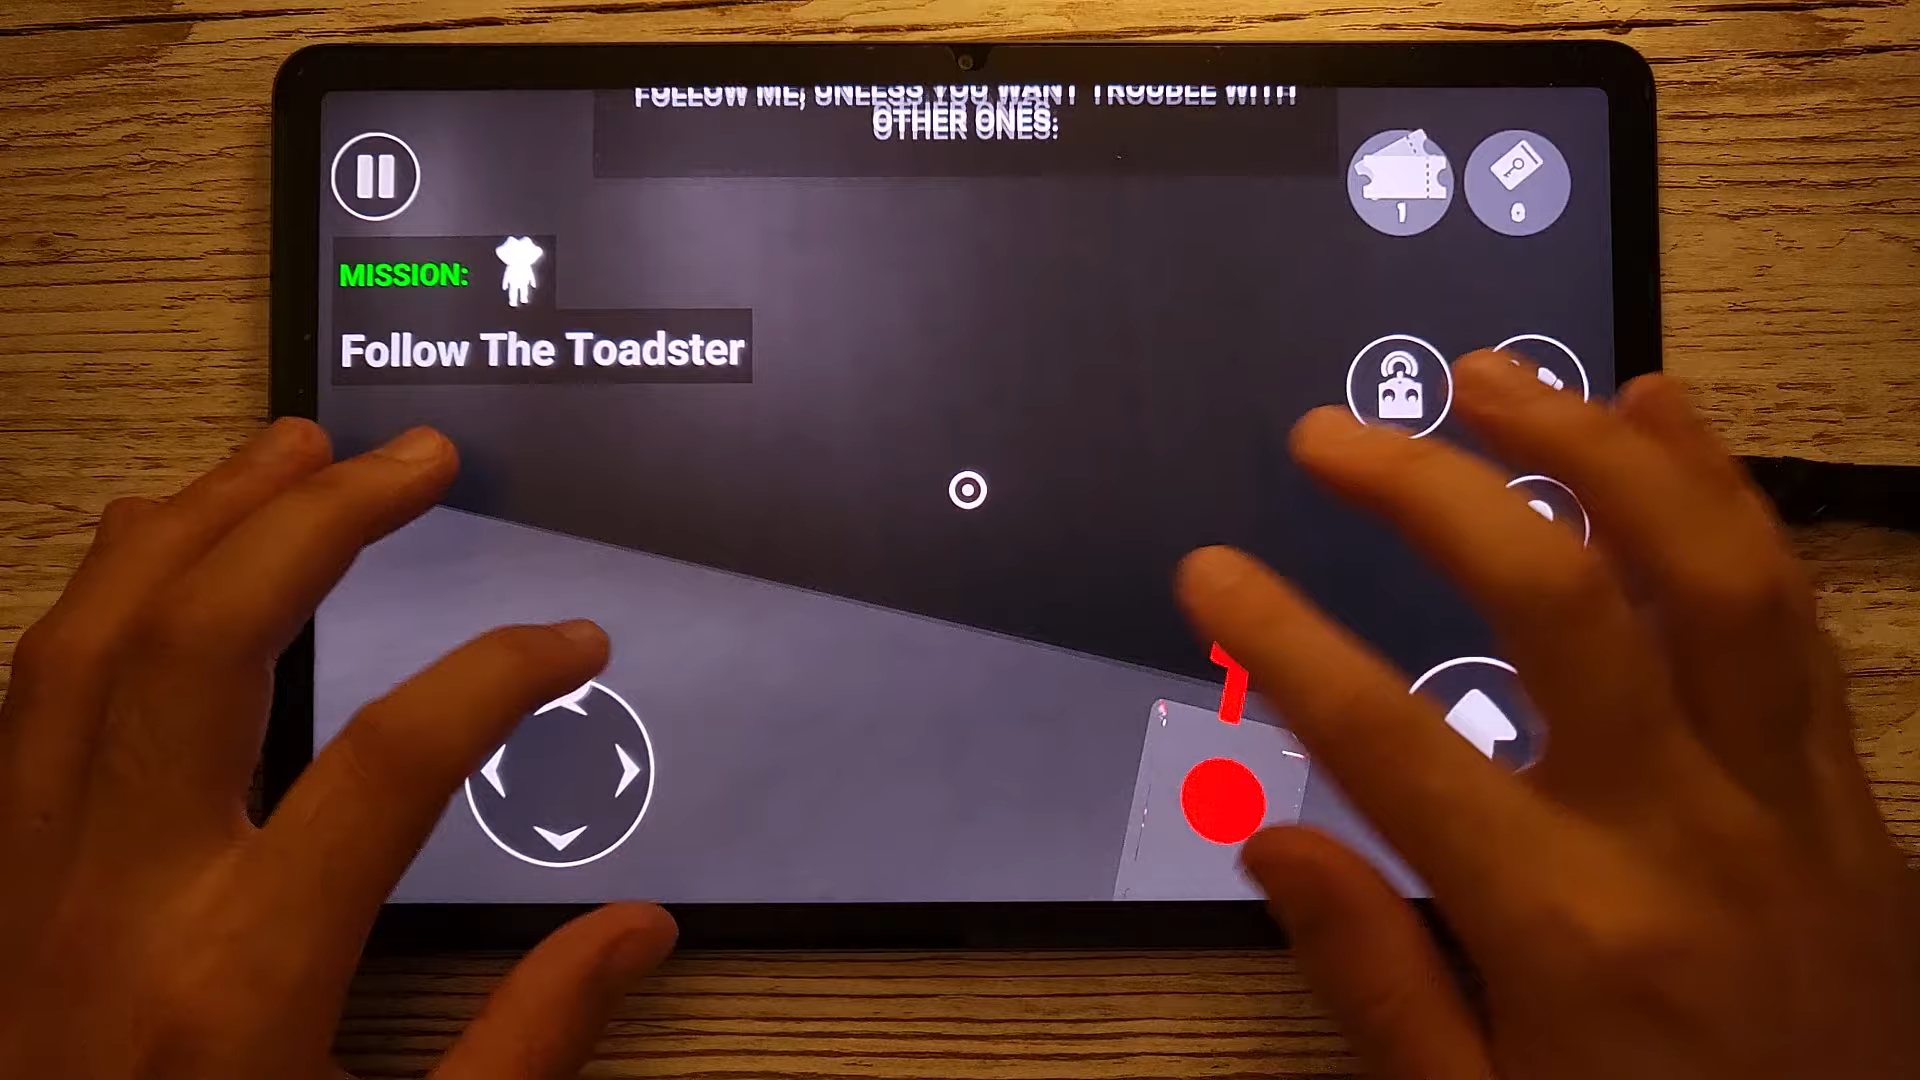 FOLLOW ME, UNLESS YOU WANT TROUBLE WITH
OTHER ONES.
1
0
MISSION:
Follow The Toadster